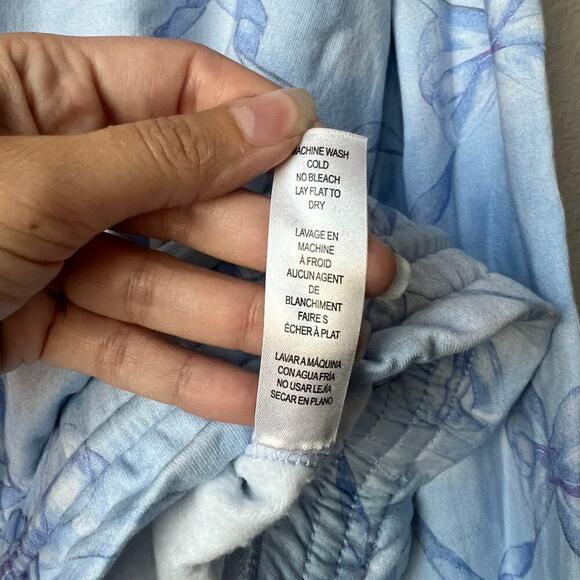 MACHINE WASH
COLD
NO BLEACH
LAY FLAT TO
DRY
LAVAGE EN
MACHINE
À FROID
AUCUN AGENT
DE
BLANCHIMENT
FAIRE S
ÉCHER À PLAT
LAVAR A MÁQUINA
CON AGUA FRÍA
NO USAR LEJÍA
SECAR EN PLANO